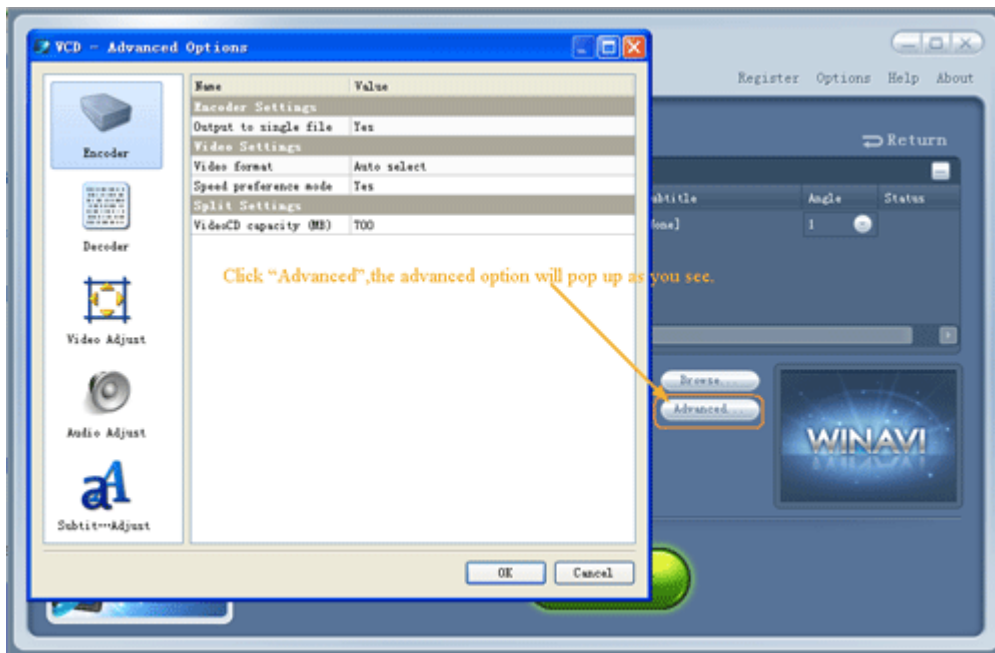 VCD - Advanced Options
Register Options Help About
Return
Encoder
Decoder
Video Adjust
Audio Adjust
Subtit···Adjust
Name Value
Encoder Settings
Output to single file Yes
Video Settings
Video format Auto select
Speed preference mode Yes
Split Settings
VideoCD capacity (MB) 700
Click “Advanced”,the advanced option will pop up as you see.
Angle Status
1
Browse...
Advanced...
WINAVI
OK Cancel